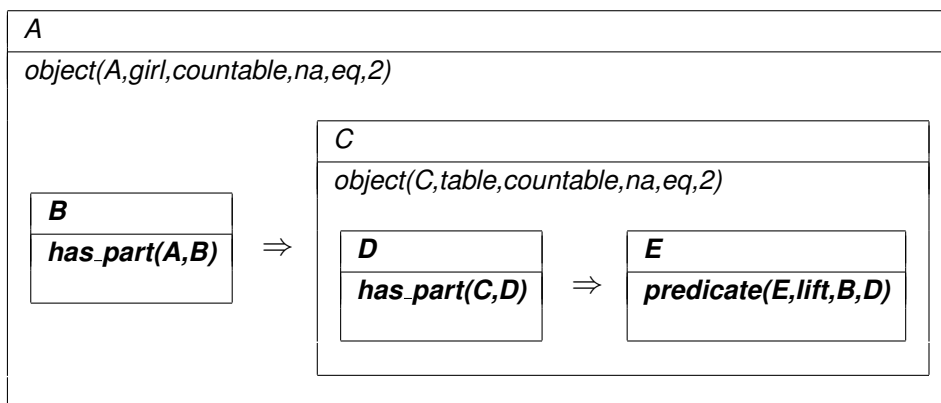 A
object(A,girl,countable,na,eq,2)
C
object(C,table,countable,na,eq,2)
B
has_part(A,B)
⇒
D
has_part(C,D)
⇒
E
predicate(E,lift,B,D)